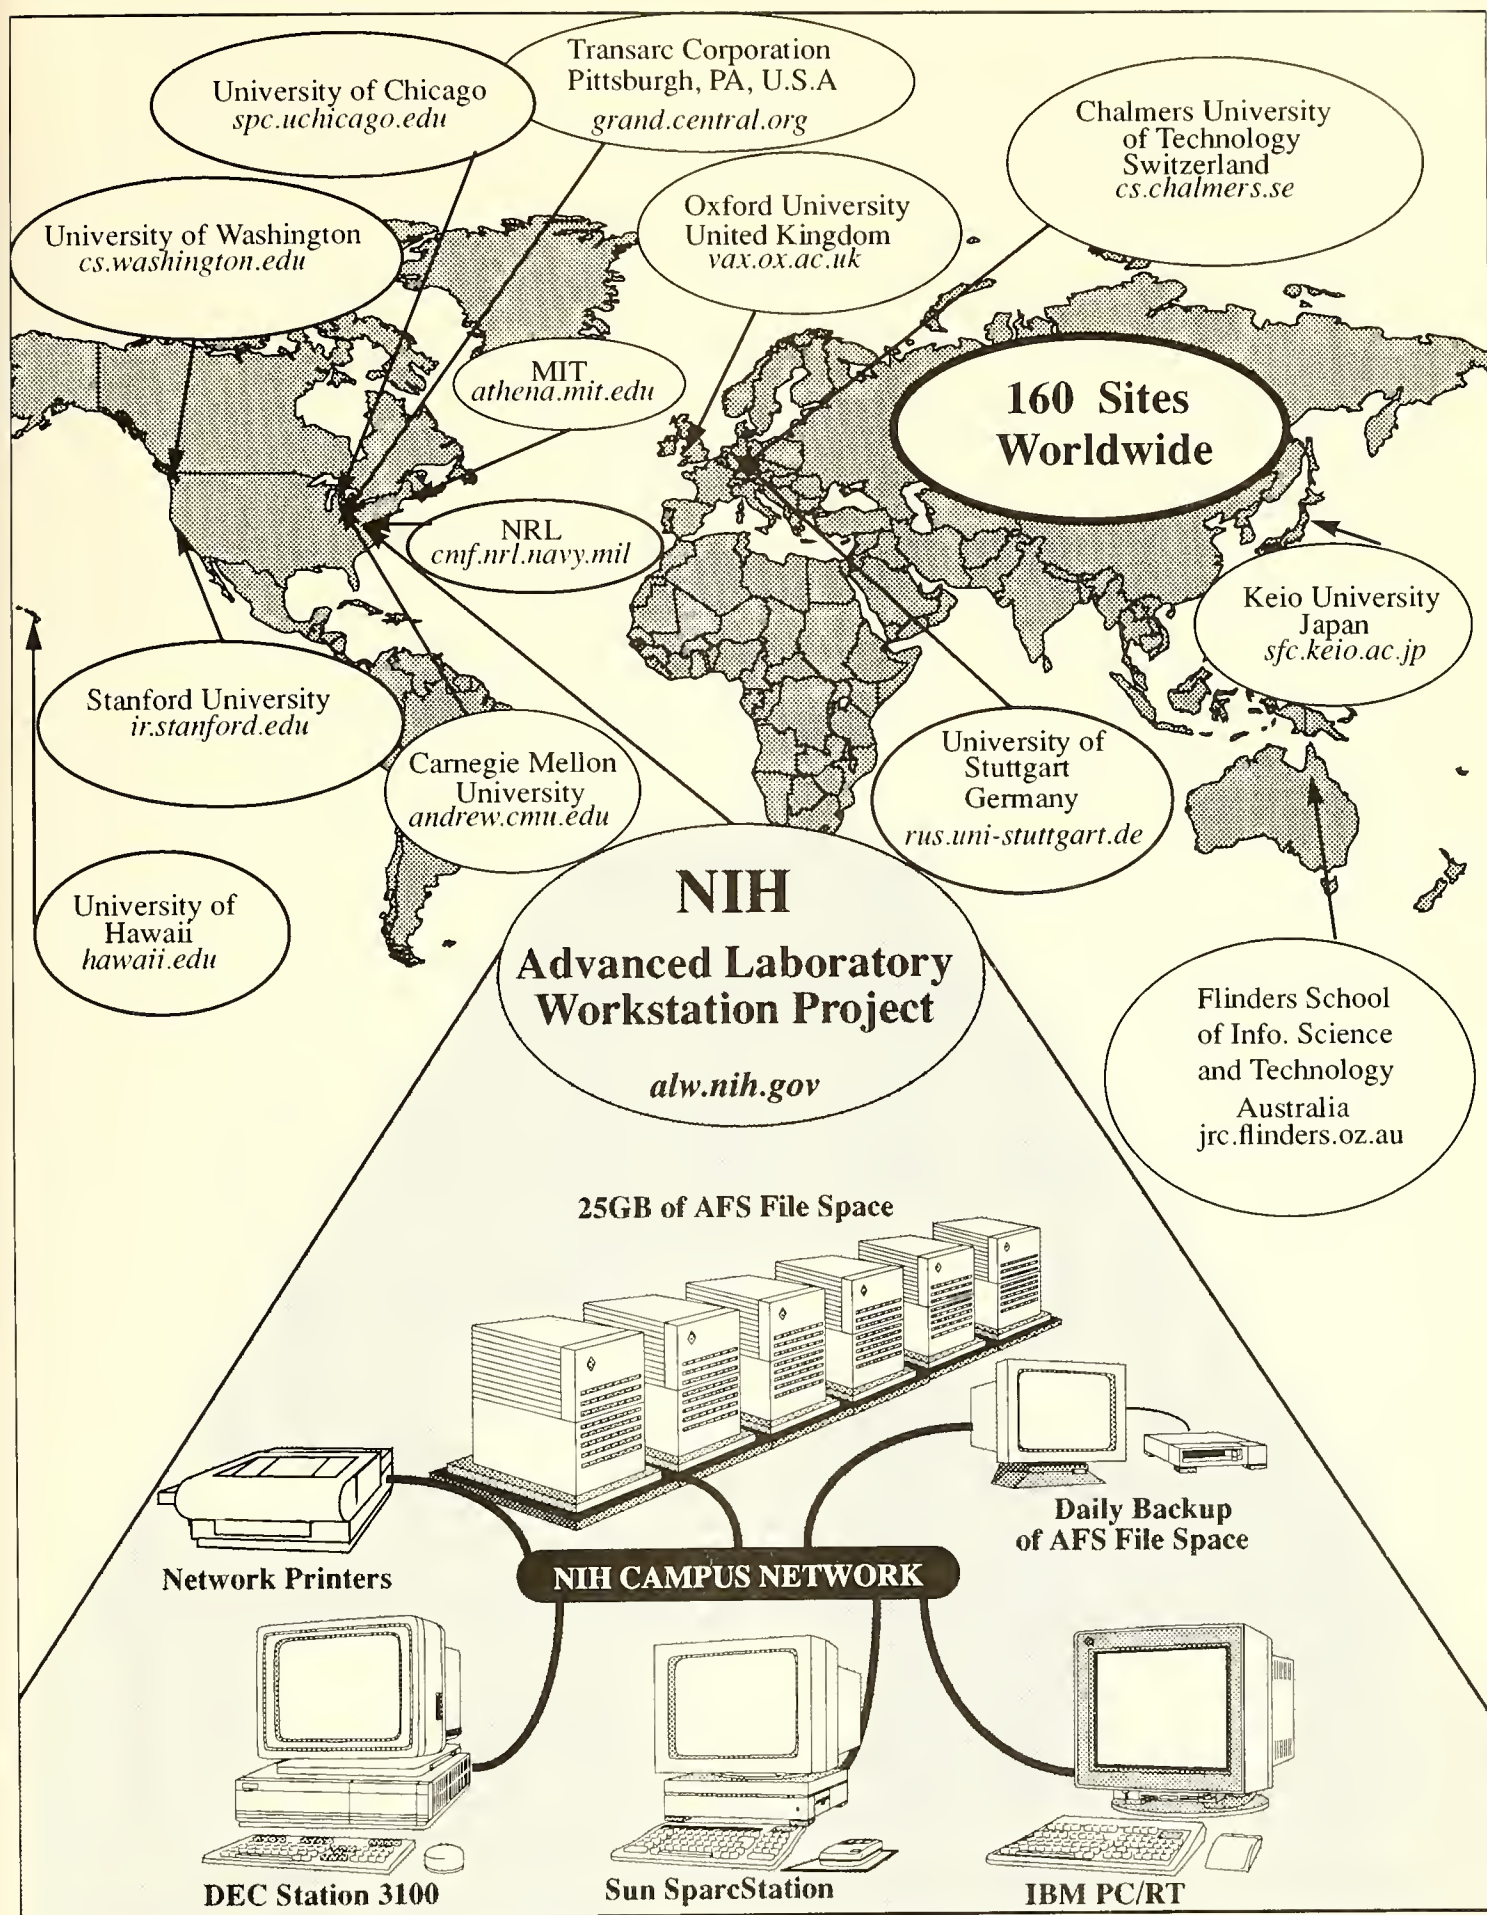 Transarc Corporation
Pittsburgh, PA, U.S.A
grand.central.org
University of Chicago
spc.uchicago.edu
Chalmers University
of Technology
Switzerland
cs.chalmers.se
University of Washington
cs.washington.edu
Oxford University
United Kingdom
vax.ox.ac.uk
MIT
athena.mit.edu
160 Sites
Worldwide
NRL
cmf.nrl.navy.mil
Keio University
Japan
sfc.keio.ac.jp
Stanford University
ir.stanford.edu
Carnegie Mellon
University
andrew.cmu.edu
University of
Stuttgart
Germany
rus.uni-stuttgart.de
University of
Hawaii
hawaii.edu
NIH
Advanced Laboratory
Workstation Project
alw.nih.gov
Flinders School
of Info. Science
and Technology
Australia
jrc.flinders.oz.au
25GB of AFS File Space
Daily Backup
of AFS File Space
Network Printers
NIH CAMPUS NETWORK
DEC Station 3100
Sun SparcStation
IBM PC/RT